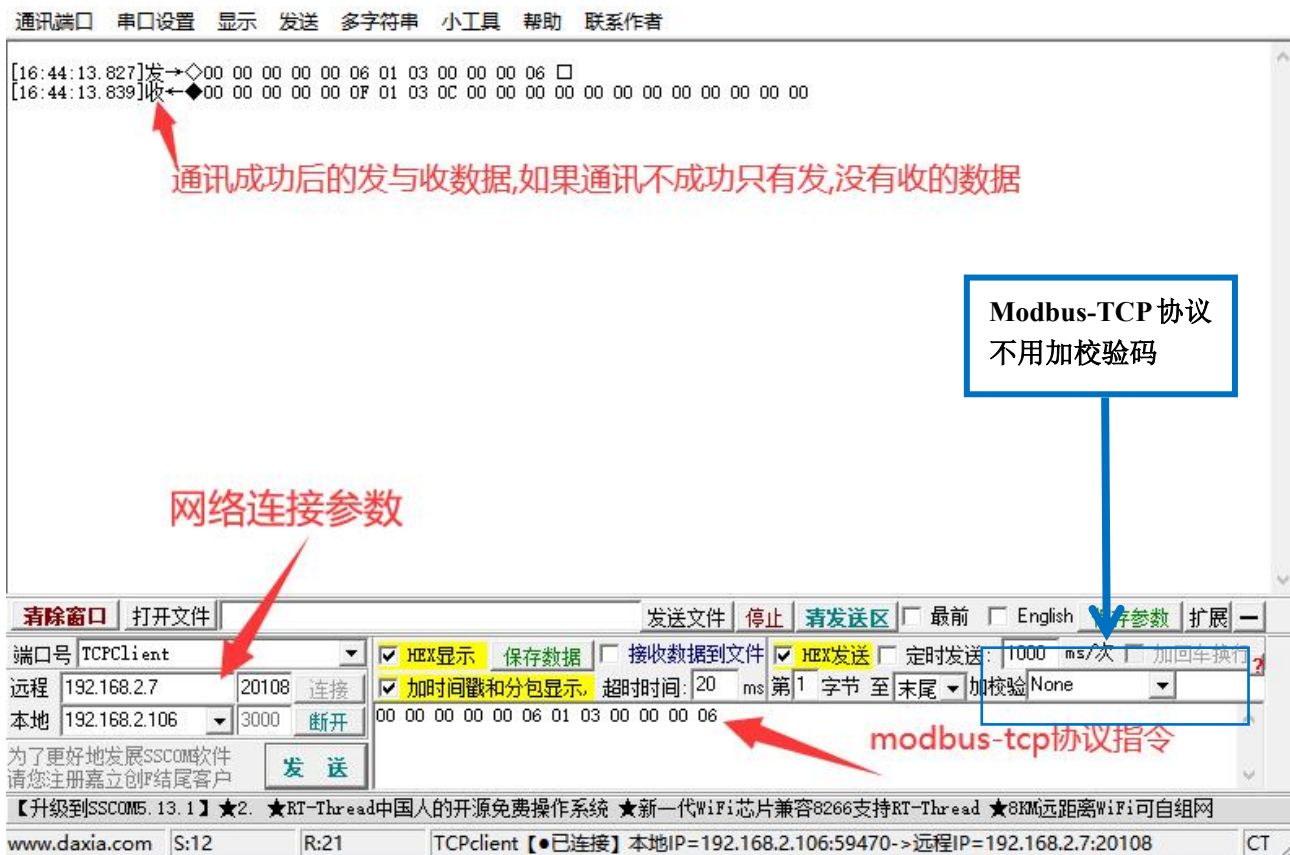 通讯端口 串口设置 显示 发送 多字符串 小工具 帮助 联系作者
[16:44:13.827]发→◇00 00 00 00 00 06 01 03 00 00 00 06 □
[16:44:13.839]收←◆00 00 00 00 00 0F 01 03 0C 00 00 00 00 00 00 00 00 00 00 00 00
通讯成功后的发与收数据,如果通讯不成功只有发,没有收的数据
Modbus-TCP协议
不用加校验码
网络连接参数
清除窗口 打开文件 发送文件 停止 清发送区 最前 English 保存参数 扩展 —
端口号 TCPClient HEX显示 保存数据 接收数据到文件 HEX发送 定时发送: 1000 ms/次 加回车换行 ?
远程 192.168.2.7 20108 连接 加时间戳和分包显示, 超时时间: 20 ms 第1 字节 至 末尾 加校验 None
本地 192.168.2.106 3000 断开 00 00 00 00 00 06 01 03 00 00 00 06
modbus-tcp协议指令
为了更好地发展SSCOM软件
请您注册嘉立创F结尾客户
发 送
【升级到SSCOM5.13.1】★2. ★RT-Thread中国人的开源免费操作系统 ★新一代WiFi芯片兼容8266支持RT-Thread ★8KM远距离WiFi可自组网
www.daxia.com S:12 R:21 TCPclient【●已连接】本地IP=192.168.2.106:59470->远程IP=192.168.2.7:20108 CT